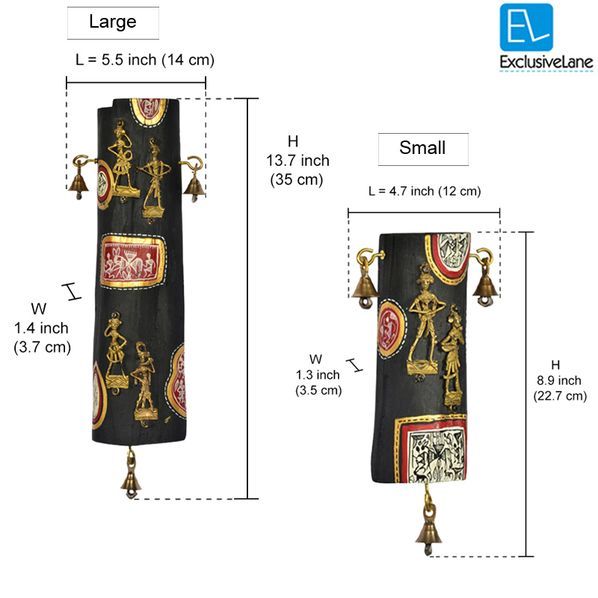 Large
L = 5.5 inch (14 cm)
EL
ExclusiveLane
H
13.7 inch
(35 cm)
Small
L = 4.7 inch (12 cm)
W
1.4 inch
(3.7 cm)
W
1.3 inch
(3.5 cm)
H
8.9 inch
(22.7 cm)